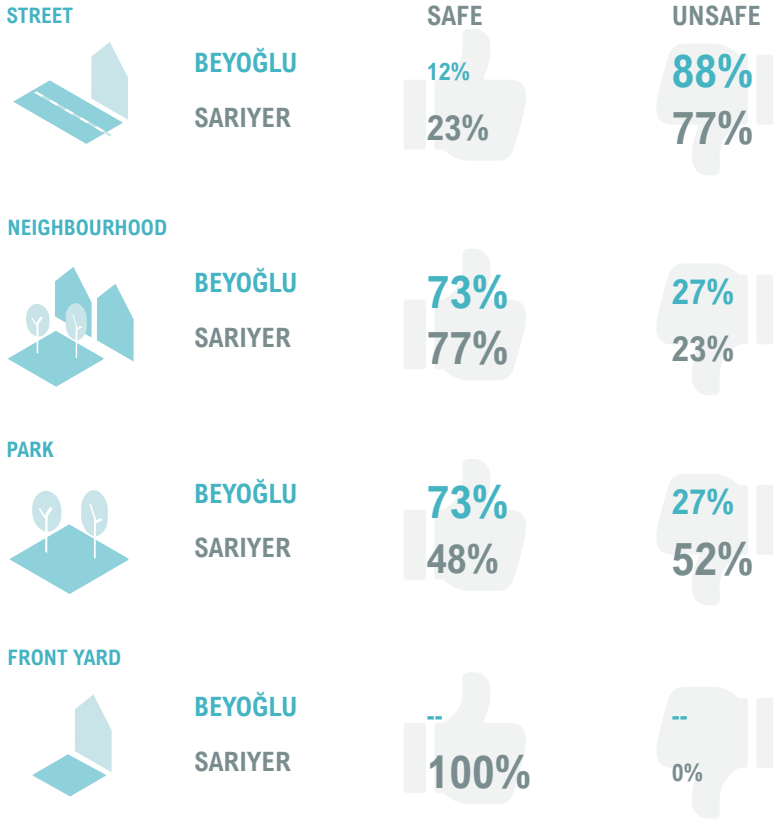 STREET SAFE UNSAFE
BEYOĞLU 12% 88%
SARIYER 23% 77%
NEIGHBOURHOOD
BEYOĞLU 73% 27%
SARIYER 77% 23%
PARK
BEYOĞLU 73% 27%
SARIYER 48% 52%
FRONT YARD
BEYOĞLU -- --
SARIYER 100% 0%